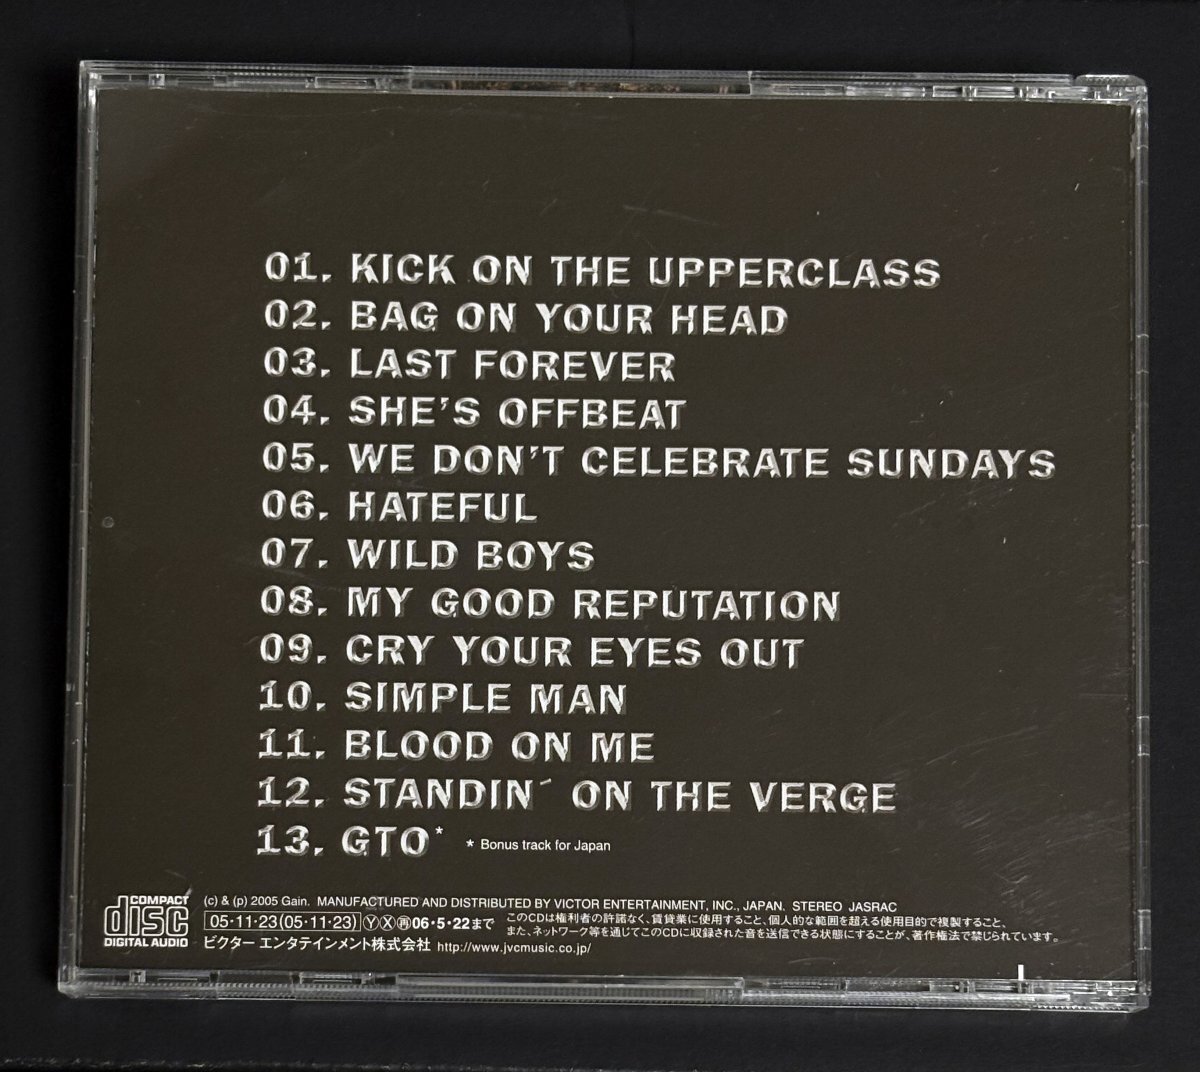 01. KICK ON THE UPPERCLASS
02. BAG ON YOUR HEAD
03. LAST FOREVER
04. SHE'S OFFBEAT
05. WE DON'T CELEBRATE SUNDAYS
06. HATEFUL
07. WILD BOYS
08. MY GOOD REPUTATION
09. CRY YOUR EYES OUT
10. SIMPLE MAN
11. BLOOD ON ME
12. STANDIN´ ON THE VERGE
13. GTO* * Bonus track for Japan
COMPACT disc DIGITAL AUDIO
(c) & (p) 2005 Gain. MANUFACTURED AND DISTRIBUTED BY VICTOR ENTERTAINMENT, INC., JAPAN. STEREO JASRAC
05·11·23(05·11·23) Ⓨ Ⓧ ㊢06·5·22まで
このCDは権利者の許諾なく、賃貸業に使用すること、個人的な範囲を超える使用目的で複製すること、
また、ネットワーク等を通じてこのCDに収録された音を送信できる状態にすることが、著作権法で禁じられています。
ビクター エンタテインメント株式会社 http://www.jvcmusic.co.jp/